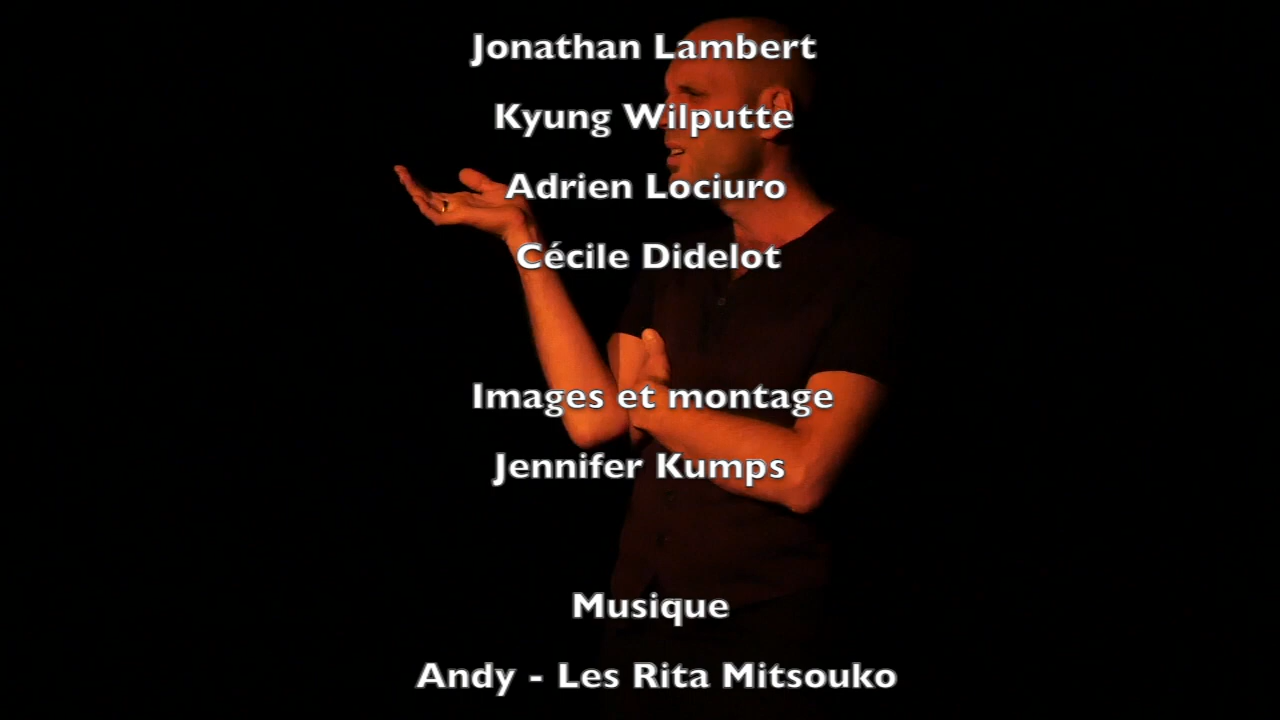 Jonathan Lambert
Kyung Wilputte
Adrien Lociuro
Cécile Didelot
Images et montage
Jennifer Kumps
Musique
Andy - Les Rita Mitsouko